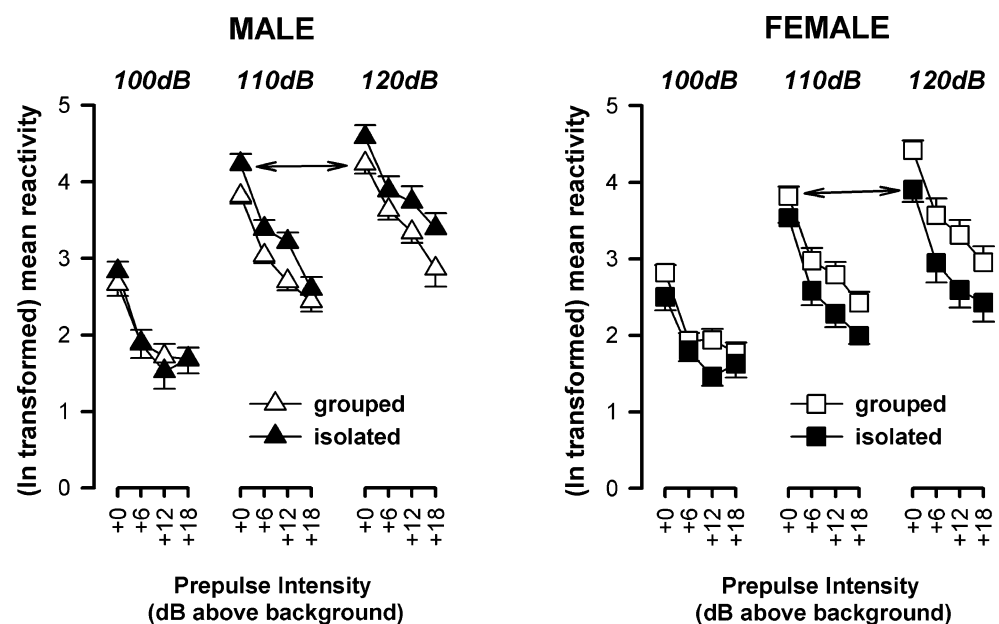 MALE
100dB 110dB 120dB
(ln transformed) mean reactivity
5
4
3
2
1
0
grouped
isolated
+0 +6 +12 +18 +0 +6 +12 +18 +0 +6 +12 +18
Prepulse Intensity
(dB above background)
FEMALE
100dB 110dB 120dB
(ln transformed) mean reactivity
5
4
3
2
1
0
grouped
isolated
+0 +6 +12 +18 +0 +6 +12 +18 +0 +6 +12 +18
Prepulse Intensity
(dB above background)